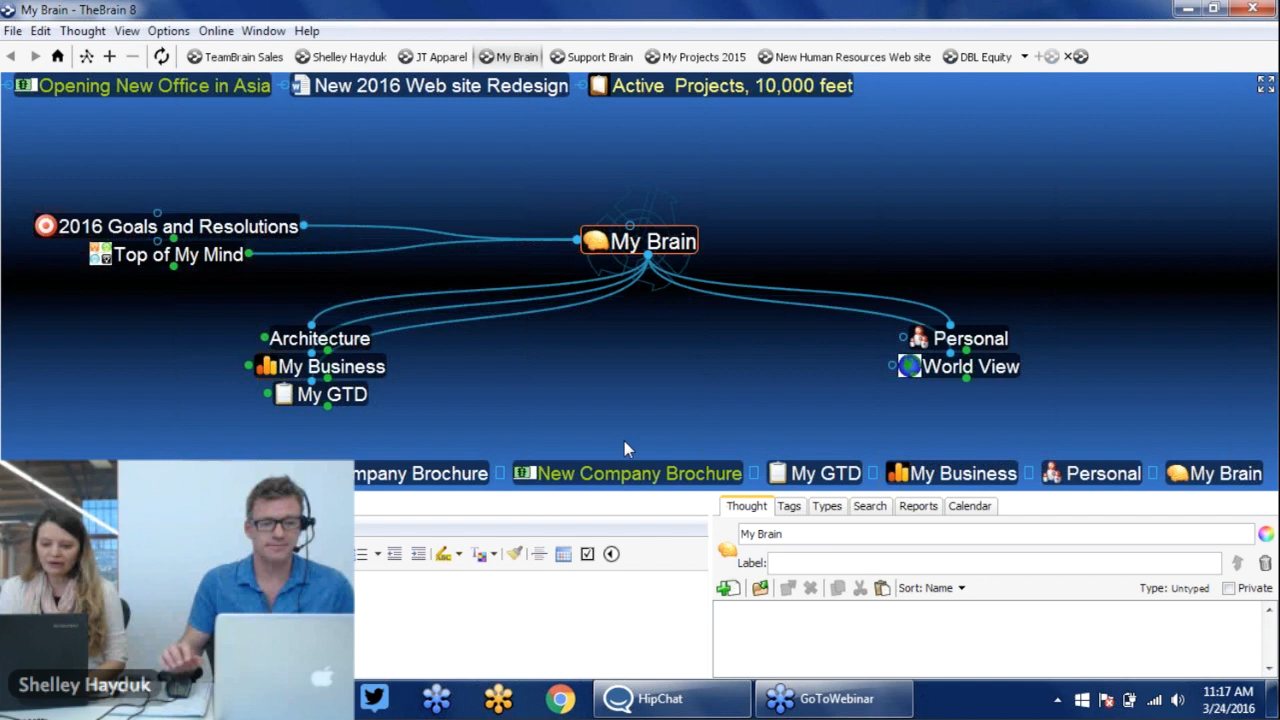 My Brain - TheBrain 8
File Edit Thought View Options Online Window Help
TeamBrain Sales Shelley Hayduk JT Apparel My Brain Support Brain My Projects 2015 New Human Resources Web site DBL Equity
Opening New Office in Asia New 2016 Web site Redesign Active Projects, 10,000 feet
2016 Goals and Resolutions
My Brain
Top of My Mind
Architecture Personal
My Business World View
My GTD
mpany Brochure New Company Brochure My GTD My Business Personal My Brain
Thought Tags Types Search Reports Calendar
My Brain
Label:
Sort: Name Type: Untyped Private
Shelley Hayduk
HipChat GoToWebinar
11:17 AM
3/24/2016